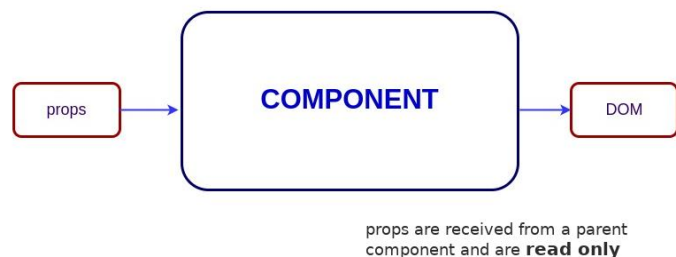 props
COMPONENT
DOM
props are received from a parent
component and are read only